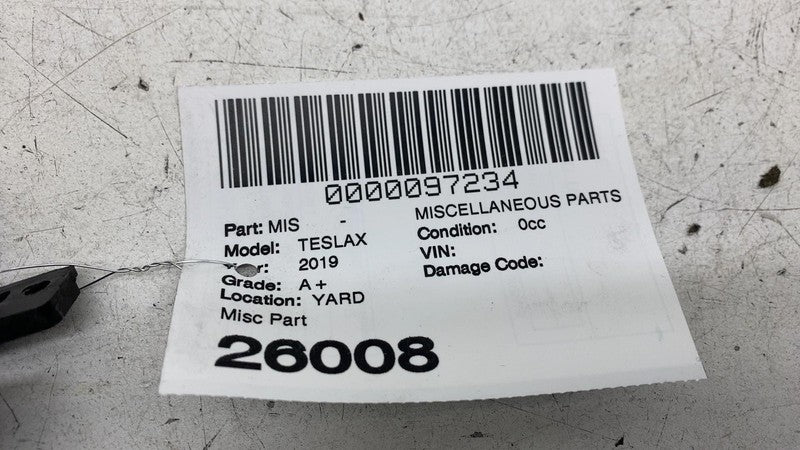 0000097234
Part: MIS - MISCELLANEOUS PARTS
Model: TESLAX Condition: 0cc
2019 VIN:
Grade: A+ Damage Code:
Location: YARD
Misc Part
26008